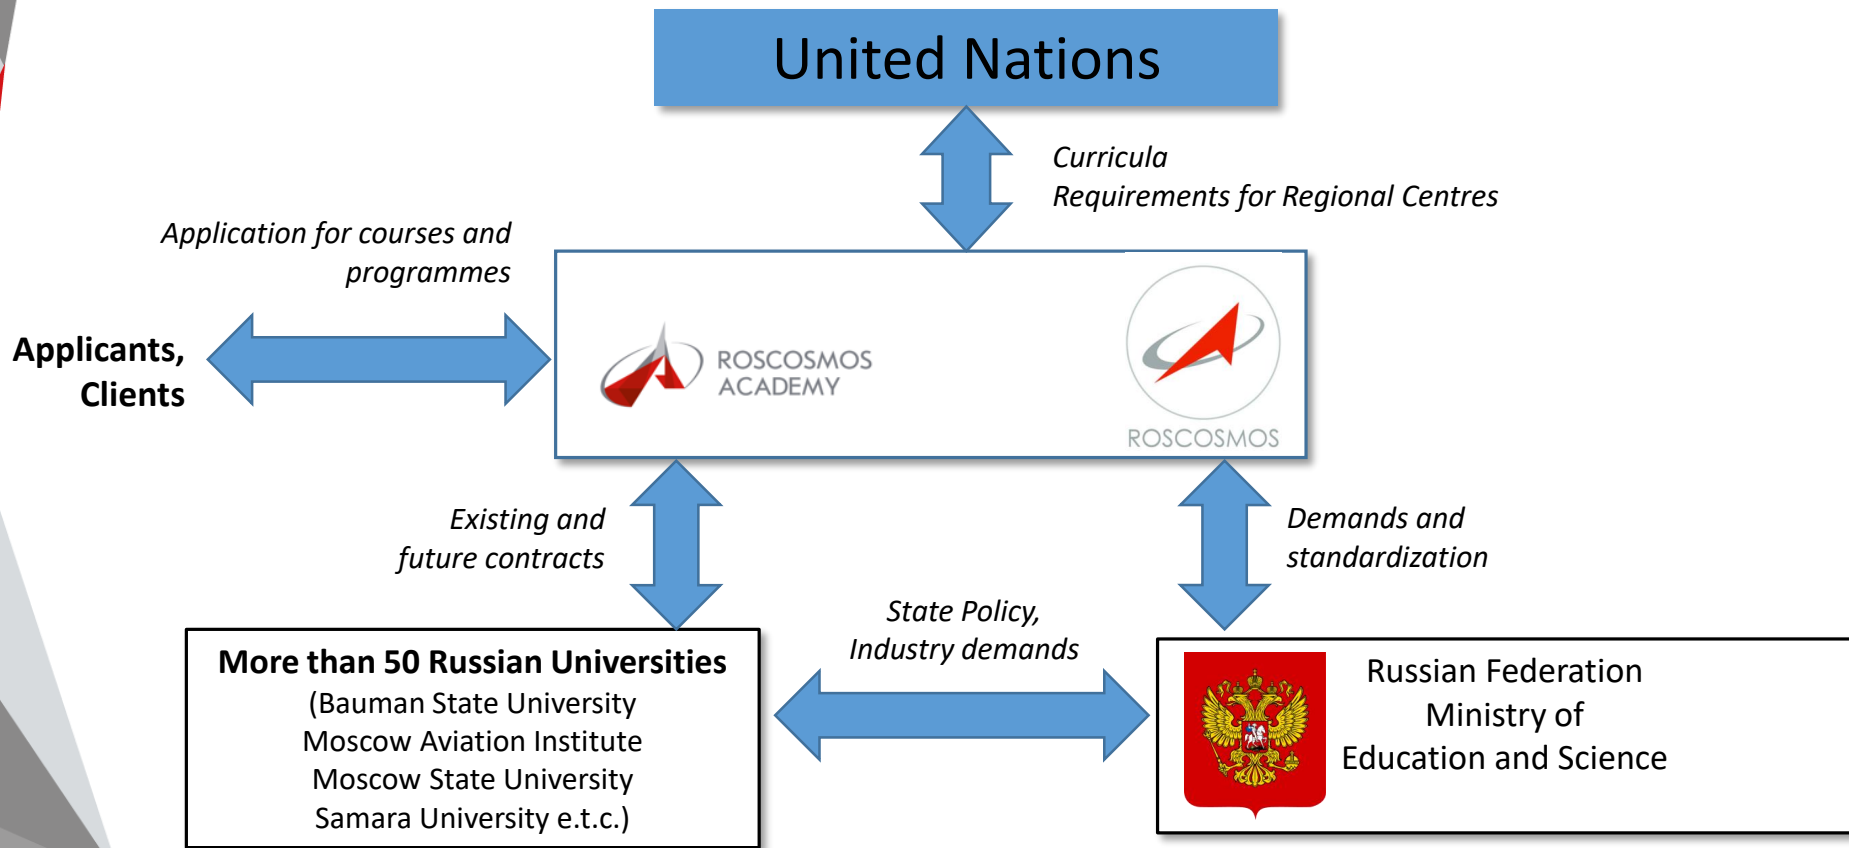 United Nations
Curricula
Requirements for Regional Centres
Application for courses and
programmes
Applicants,
Clients
ROSCOSMOS
ACADEMY
ROSCOSMOS
Existing and
future contracts
Demands and
standardization
State Policy,
Industry demands
More than 50 Russian Universities
(Bauman State University
Moscow Aviation Institute
Moscow State University
Samara University e.t.c.)
Russian Federation
Ministry of
Education and Science